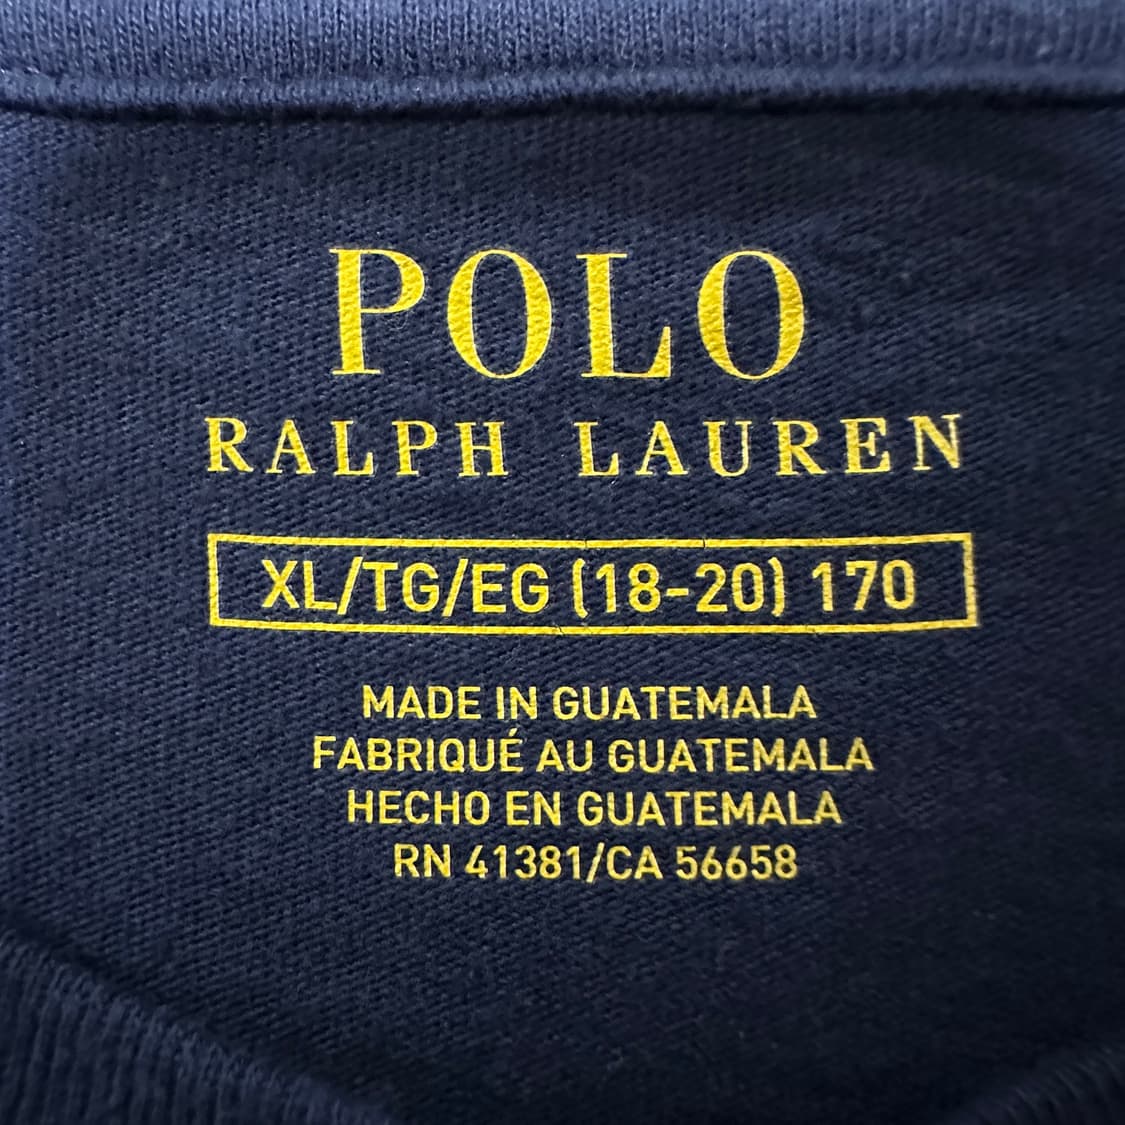 POLO
RALPH LAUREN
XL/TG/EG (18-20) 170
MADE IN GUATEMALA
FABRIQUÉ AU GUATEMALA
HECHO EN GUATEMALA
RN 41381/CA 56658